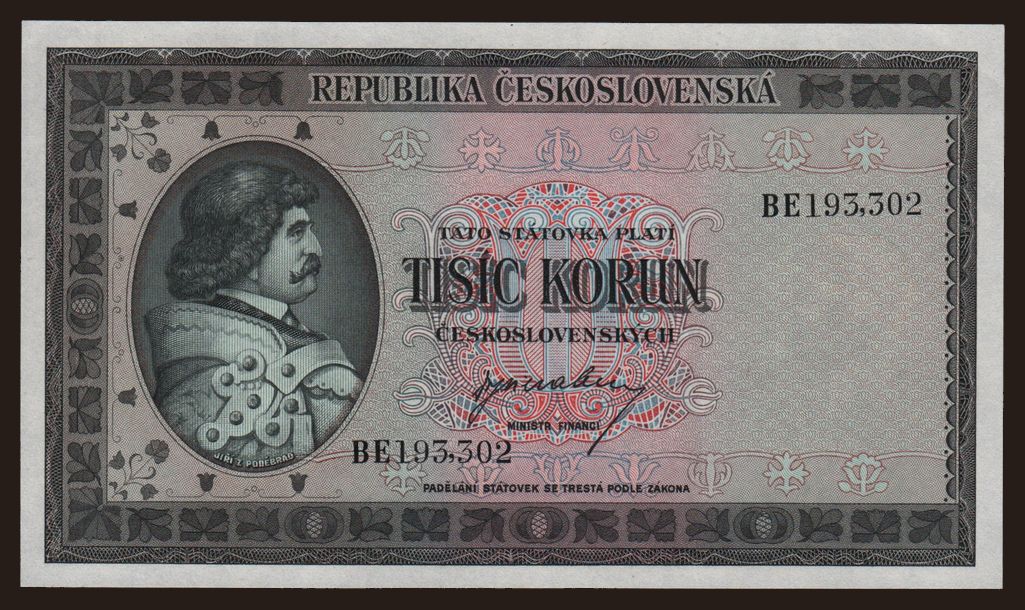 REPUBLIKA ČESKOSLOVENSKÁ
BE193,302
TATO STÁTOVKA PLATÍ
TISÍC KORUN
ČESKOSLOVENSKÝCH
MINISTR FINANCÍ
BE193,302
JIŘÍ Z PODĚBRAD
PADĚLÁNÍ STÁTOVEK SE TRESTÁ PODLE ZÁKONA